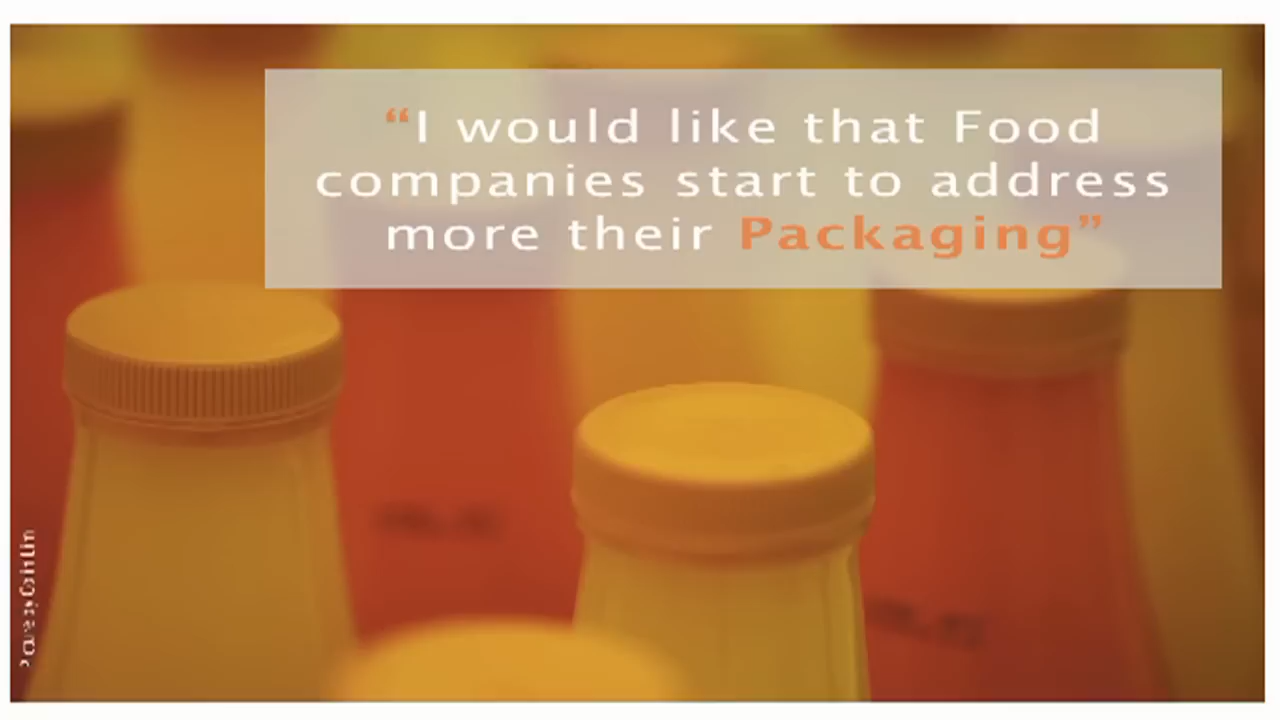 “I would like that Food
companies start to address
more their Packaging”